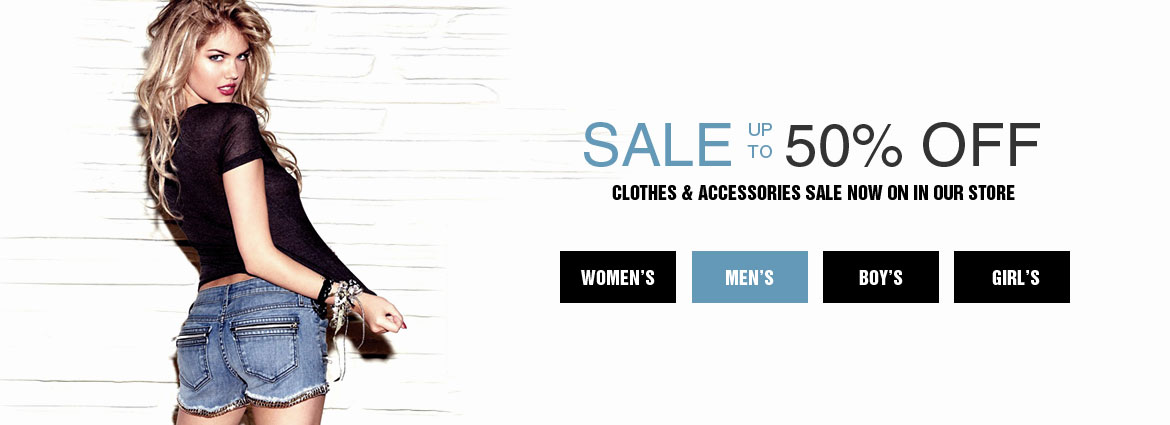 SALE UP TO 50% OFF
CLOTHES & ACCESSORIES SALE NOW ON IN OUR STORE
WOMEN'S MEN'S BOY'S GIRL'S